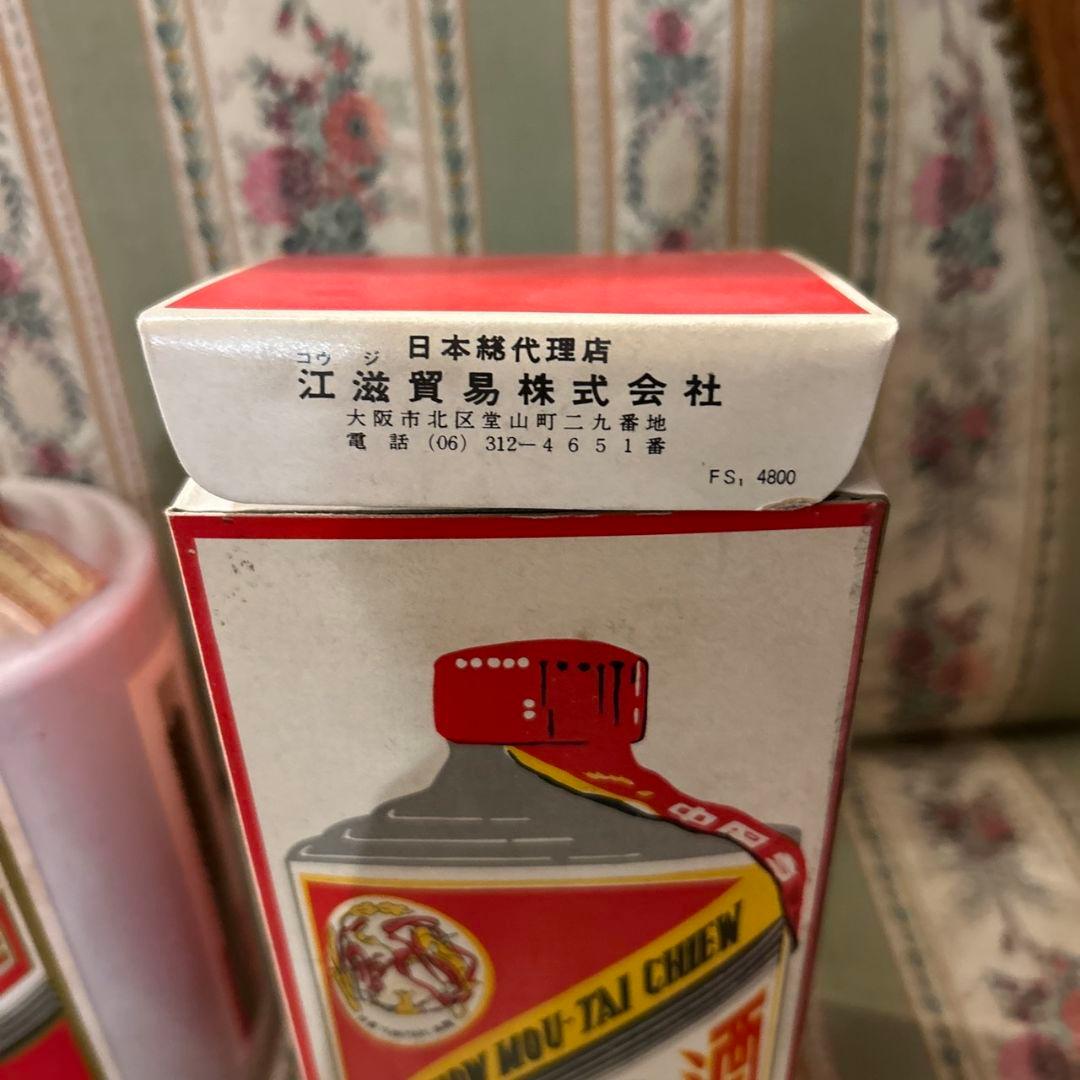 日本総代理店
コウ ジ
江滋貿易株式会社
大阪市北区堂山町二九番地
電話 (06) 312-4651番
FS, 4800
中
MOU-TAI CHIEW
酒